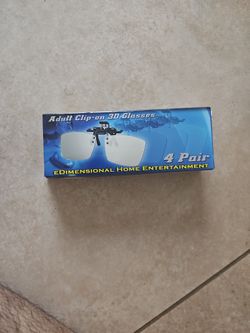 Adult Clip-on 3D Glasses
4 Pair
EDimensional Home Entertainment